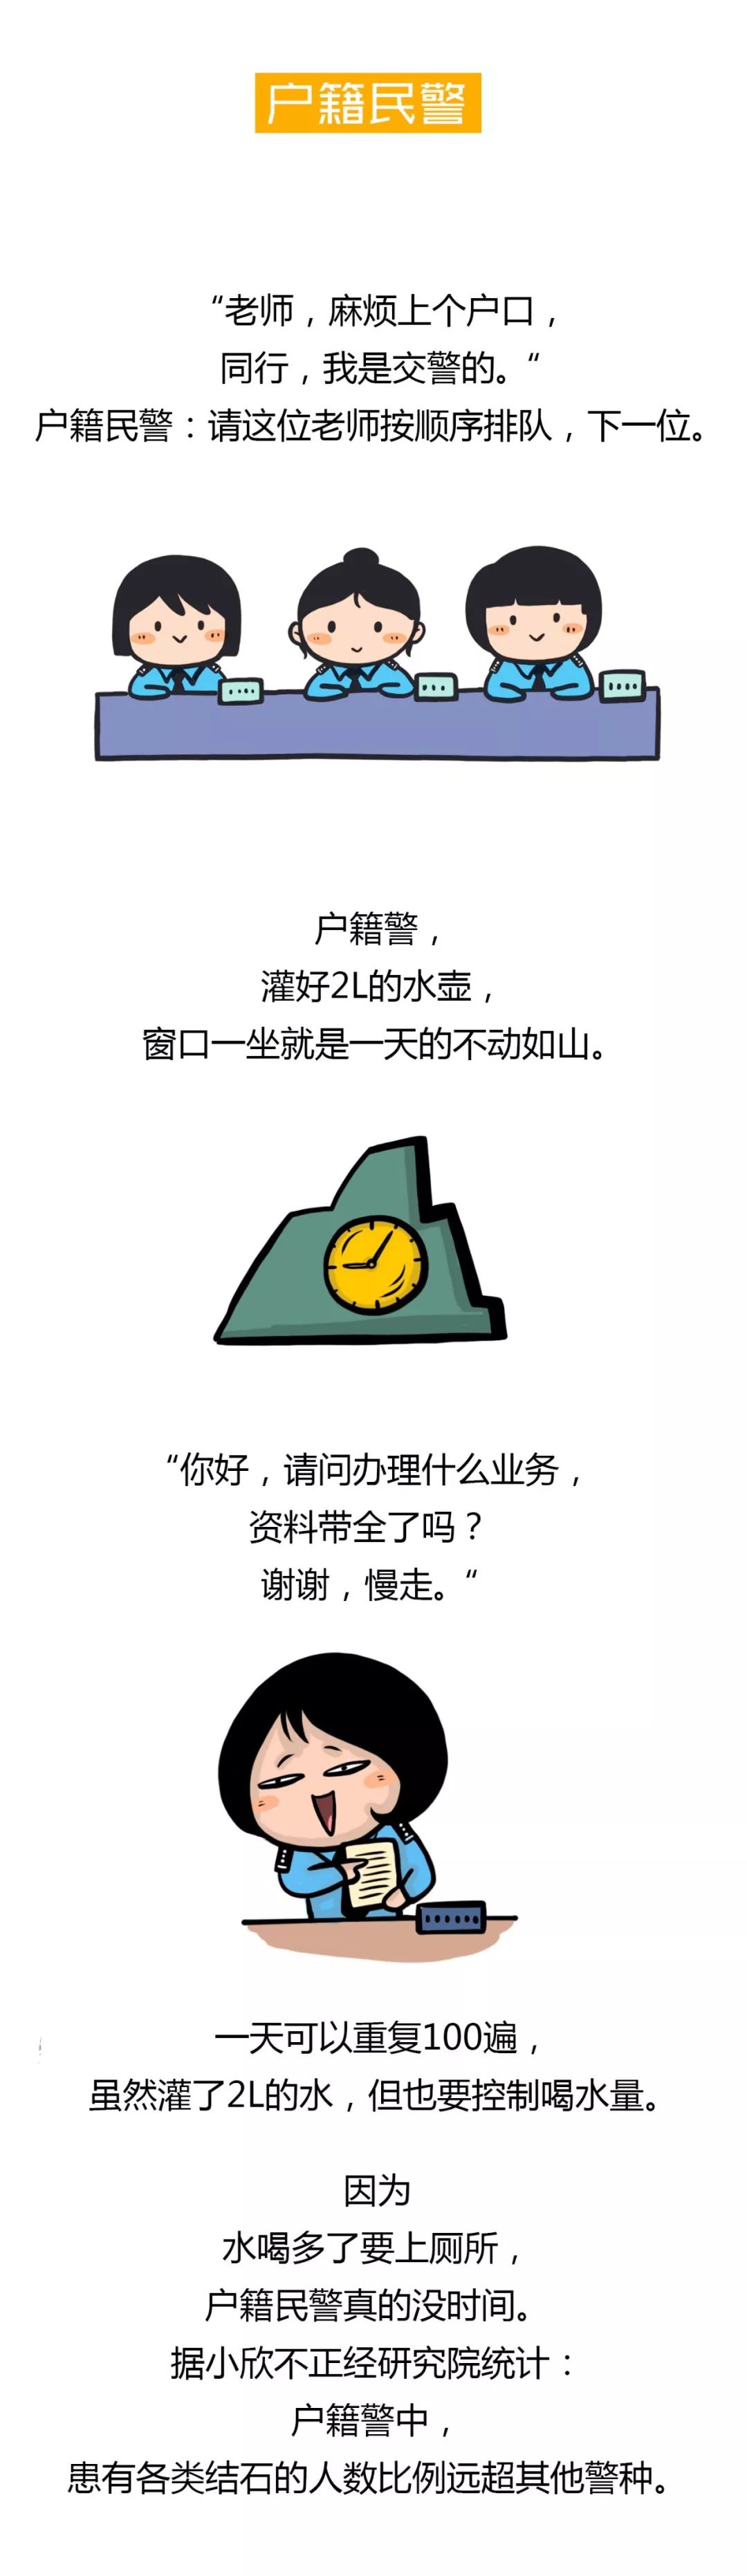 户籍民警
“老师，麻烦上个户口，
同行，我是交警的。“
户籍民警：请这位老师按顺序排队，下一位。
户籍警，
灌好2L的水壶，
窗口一坐就是一天的不动如山。
“你好，请问办理什么业务，
资料带全了吗？
谢谢，慢走。“
一天可以重复100遍，
虽然灌了2L的水，但也要控制喝水量。
因为
水喝多了要上厕所，
户籍民警真的没时间。
据小欣不正经研究院统计：
户籍警中，
患有各类结石的人数比例远超其他警种。